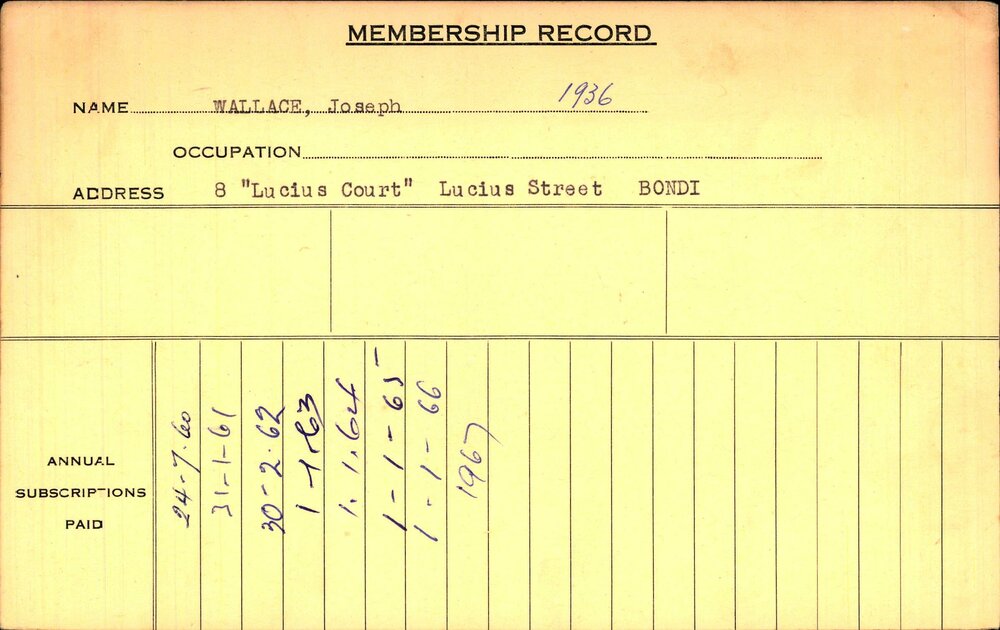 MEMBERSHIP RECORD
NAME WALLACE, Joseph 1936
OCCUPATION
ADDRESS 8 "Lucius Court" Lucius Street BONDI
ANNUAL
SUBSCRIPTIONS
PAID
24-7-60
31-1-61
30-2-62
1-1-63
1.1.64
1-1-65
1-1-66
1967